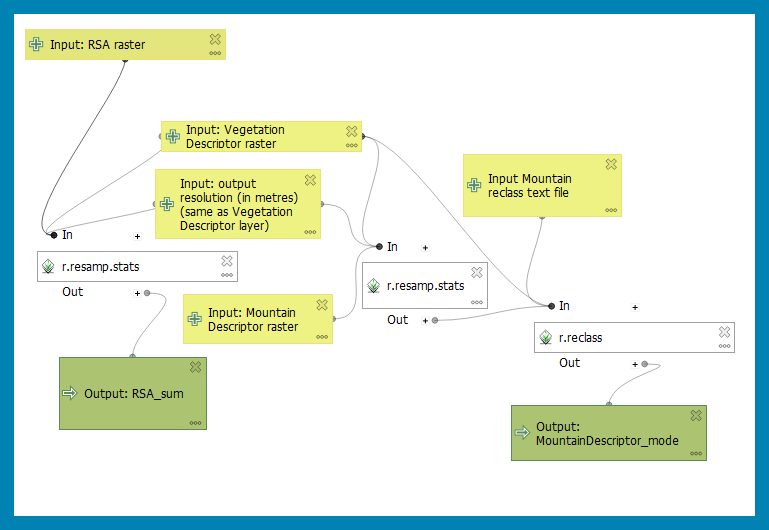 Input: RSA raster
Input: Vegetation
Descriptor raster
Input: output
resolution (in metres)
(same as Vegetation
Descriptor layer)
Input Mountain
reclass text file
In +
r.resamp.stats
Out +
In +
r.resamp.stats
Out +
Input: Mountain
Descriptor raster
In +
r.reclass
Out +
Output: RSA_sum
Output:
MountainDescriptor_mode